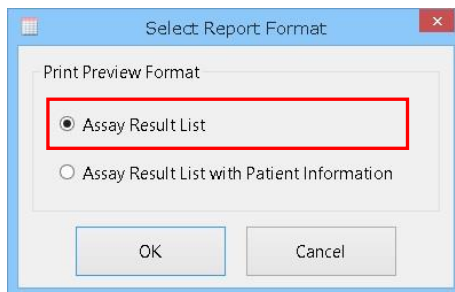 Select Report Format
Print Preview Format
Assay Result List
Assay Result List with Patient Information
OK Cancel